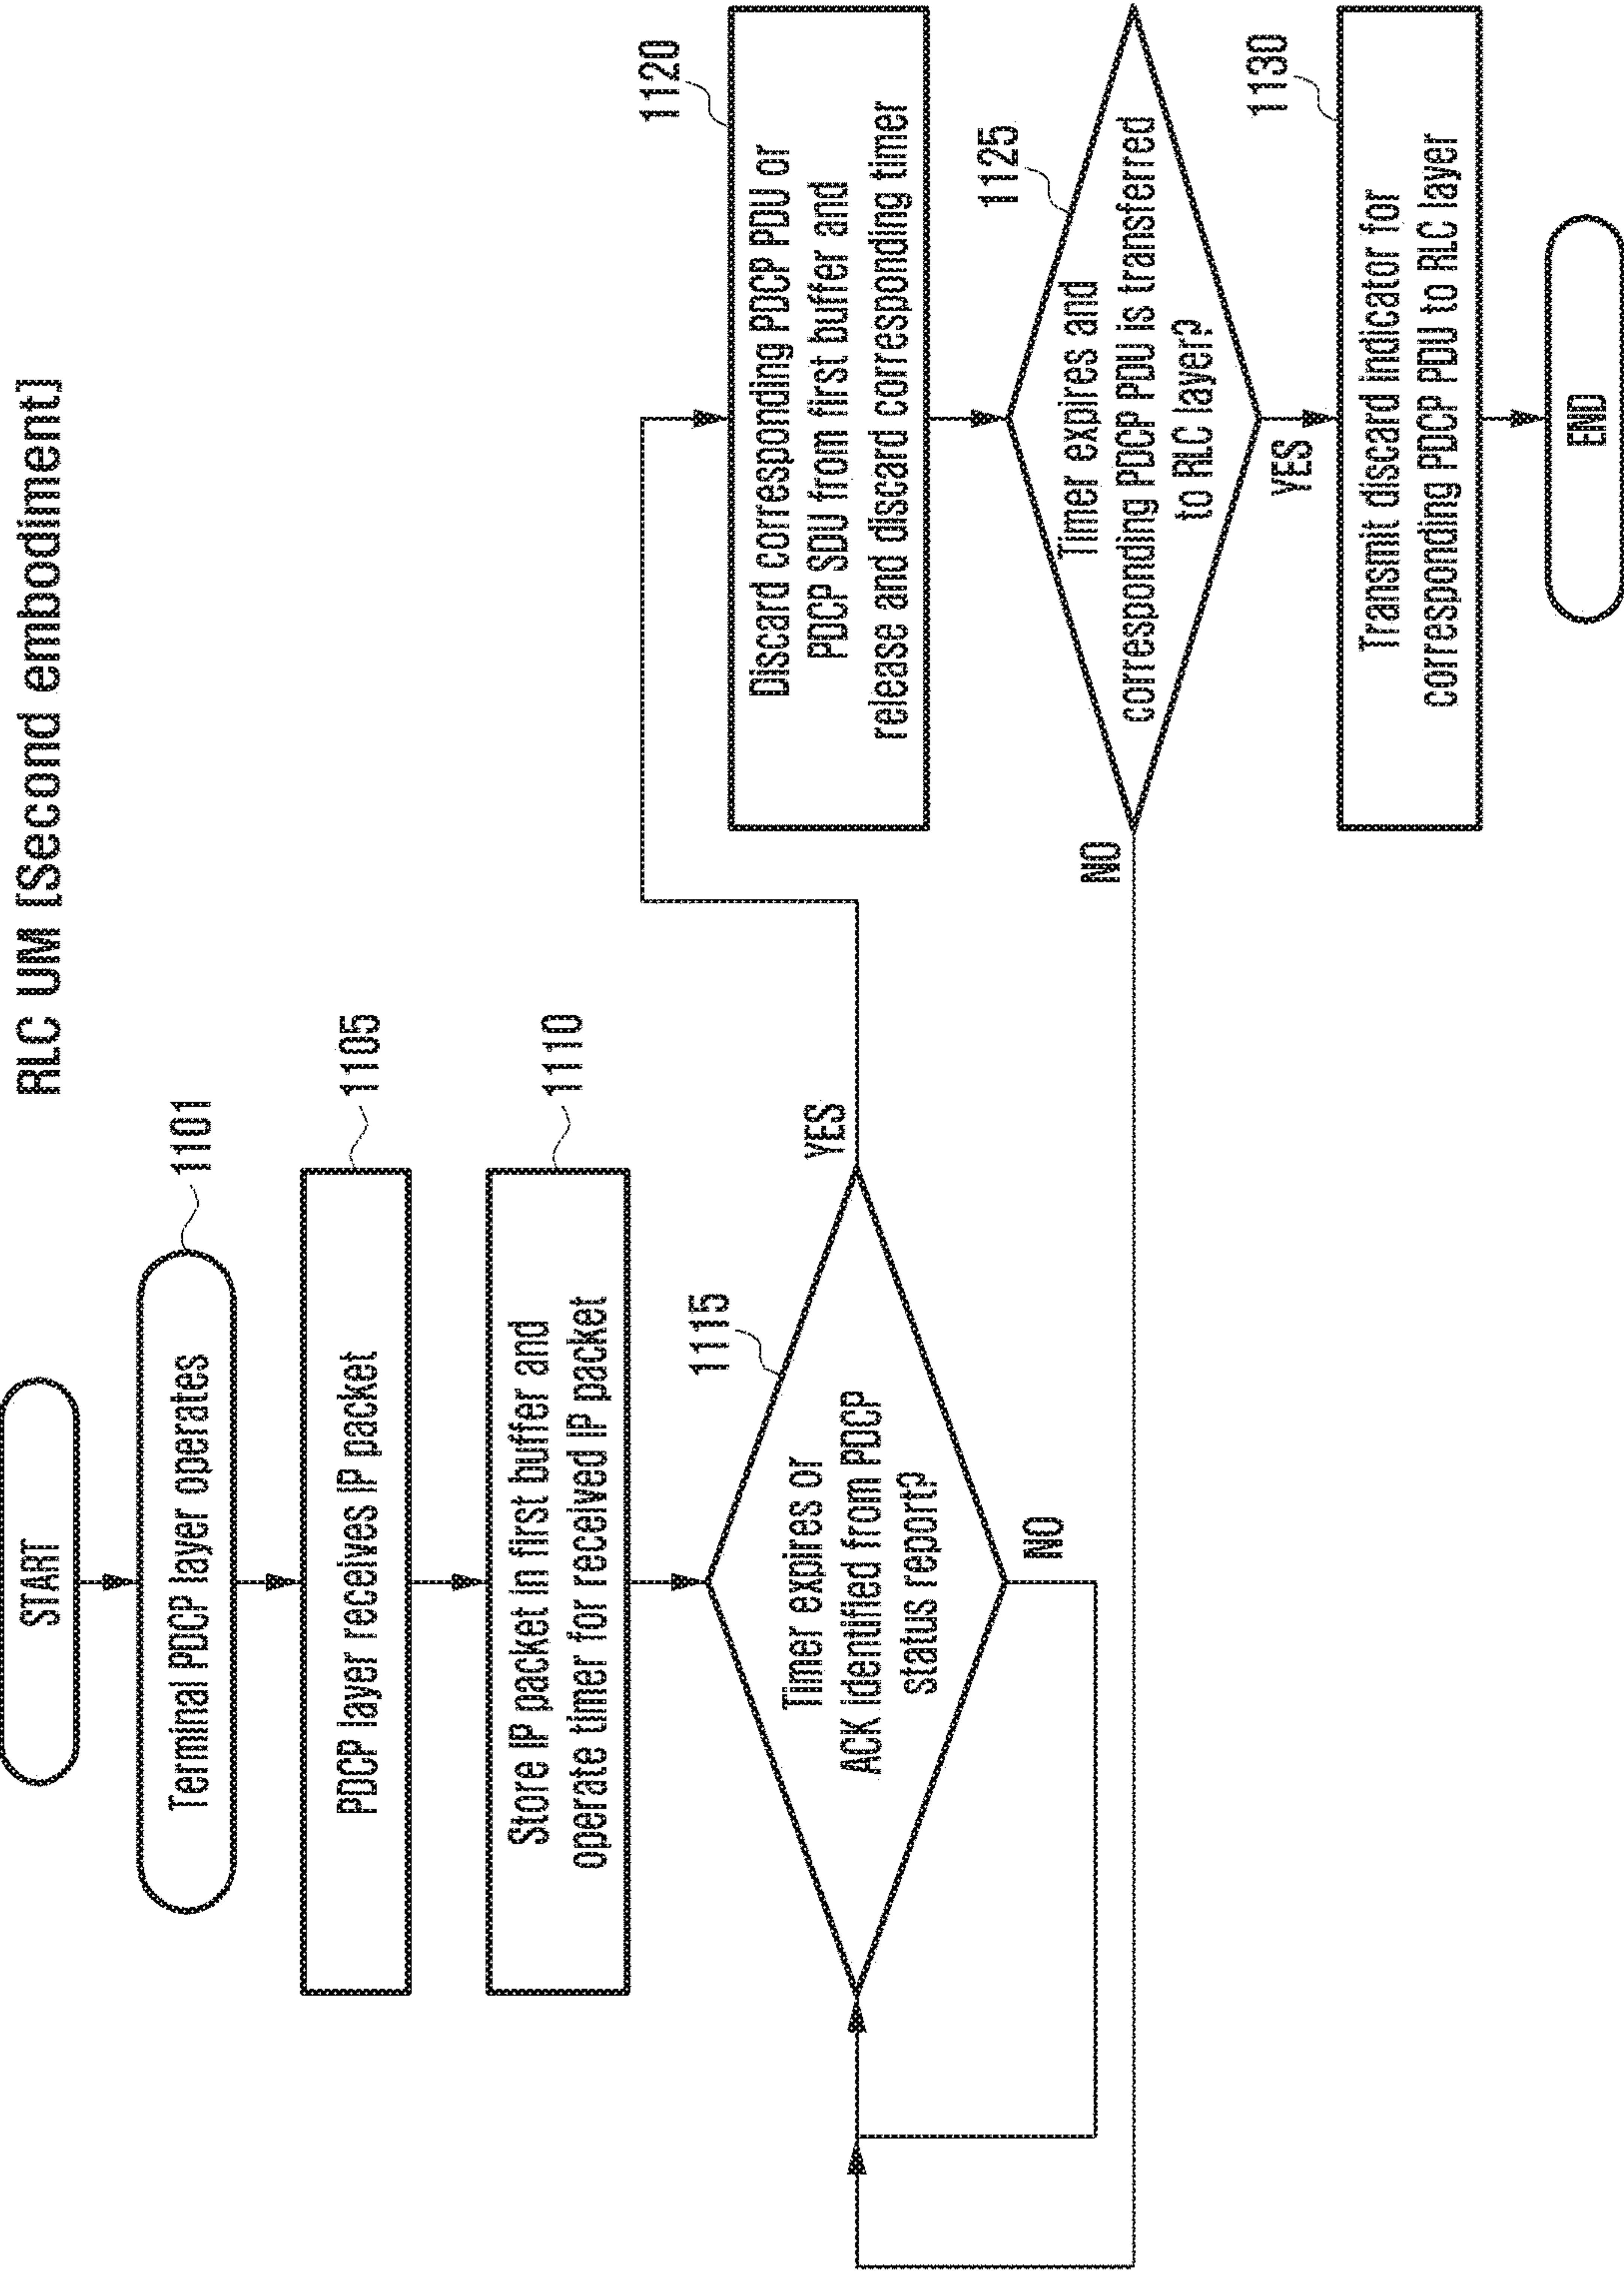 RLC UM [Second embodiment]
START
Terminal PDCP layer operates
1101
PDCP layer receives IP packet
1105
Store IP packet in first buffer and
operate timer for received IP packet
1110
Timer expires or
ACK identified from PDCP
status report?
1115
YES
NO
Discard corresponding PDCP PDU or
PDCP SDU from first buffer and
release and discard corresponding timer
1120
Timer expires and
corresponding PDCP PDU is transferred
to RLC layer?
1125
NO
YES
Transmit discard indicator for
corresponding PDCP PDU to RLC layer
1130
END